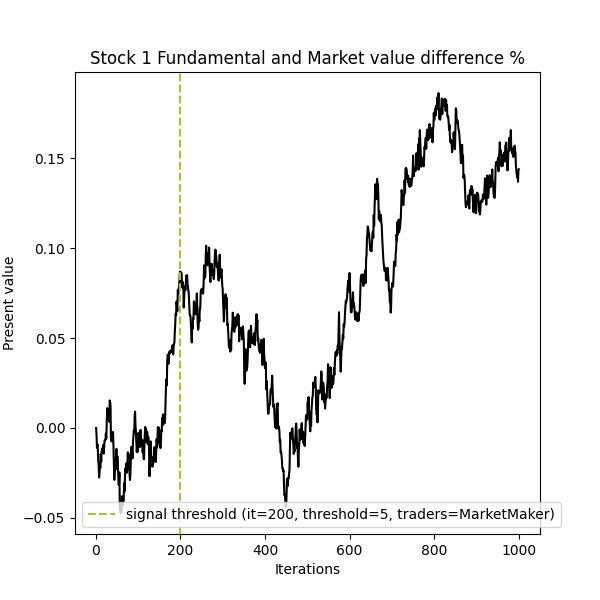 Stock 1 Fundamental and Market value difference %
Present value
0.15
0.10
0.05
0.00
−0.05
signal threshold (it=200, threshold=5, traders=MarketMaker)
0 200 400 600 800 1000
Iterations